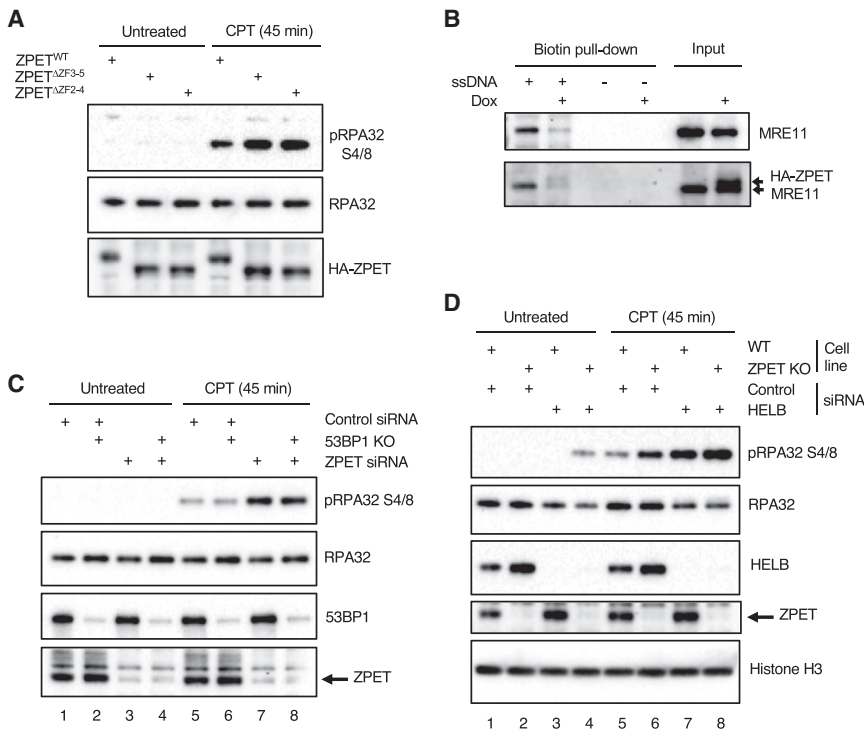 A
Untreated CPT (45 min)
ZPETWT + +
ZPETΔZF3-5 + +
ZPETΔZF2-4 + +
pRPA32
S4/8
RPA32
HA-ZPET
B
Biotin pull-down Input
ssDNA + + - -
Dox + + +
MRE11
HA-ZPET
MRE11
C
Untreated CPT (45 min)
+ + + + Control siRNA
+ + + + 53BP1 KO
+ + + + ZPET siRNA
pRPA32 S4/8
RPA32
53BP1
ZPET
1 2 3 4 5 6 7 8
D
Untreated CPT (45 min)
+ + + + WT Cell
+ + + + ZPET KO line
+ + + + Control siRNA
+ + + + HELB
pRPA32 S4/8
RPA32
HELB
ZPET
Histone H3
1 2 3 4 5 6 7 8